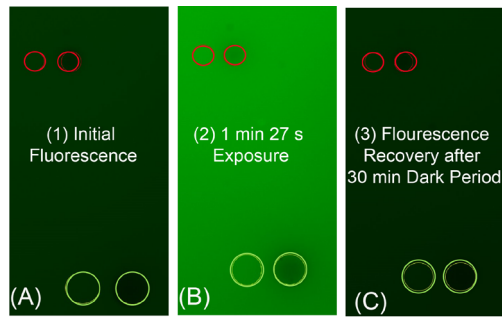 (1) Initial
Fluorescence
(A)
(2) 1 min 27 s
Exposure
(B)
(3) Flourescence
Recovery after
30 min Dark Period
(C)